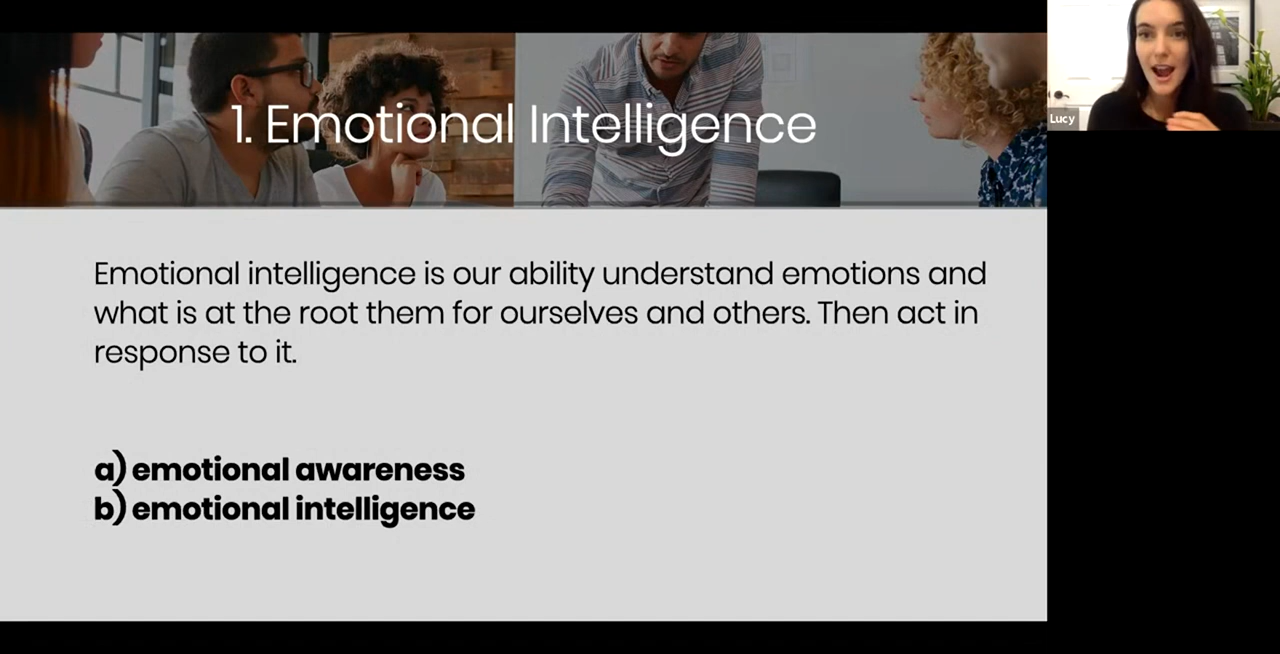 1. Emotional Intelligence
Lucy
Emotional intelligence is our ability understand emotions and
what is at the root them for ourselves and others. Then act in
response to it.
a) emotional awareness
b) emotional intelligence